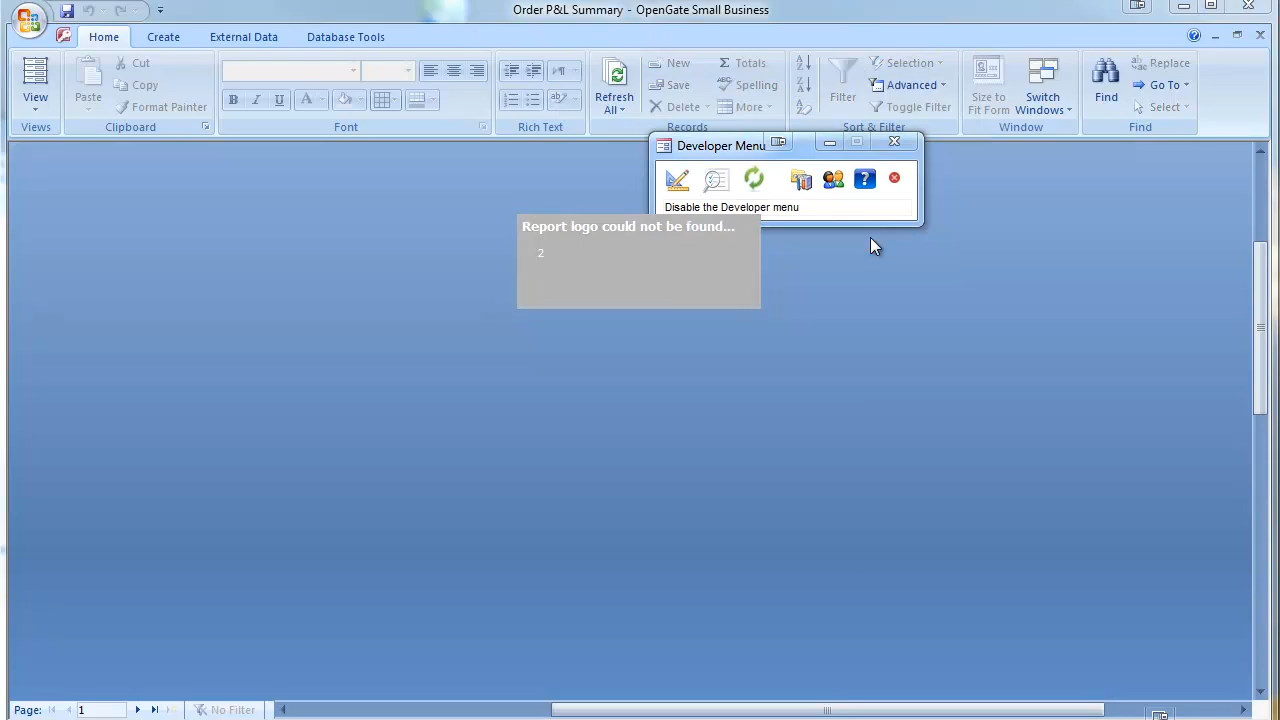 Order P&L Summary - OpenGate Small Business
Home
Create
External Data
Database Tools
View
Views
Paste
Cut
Copy
Format Painter
Clipboard
B I U
A
Font
Rich Text
Refresh
All
New
Save
Delete
Totals
Spelling
More
Records
Filter
Selection
Advanced
Toggle Filter
Sort & Filter
Size to
Fit Form
Switch
Windows
Window
Find
Replace
Go To
Select
Find
Developer Menu
Disable the Developer menu
Report logo could not be found...
2
Page:
1
No Filter